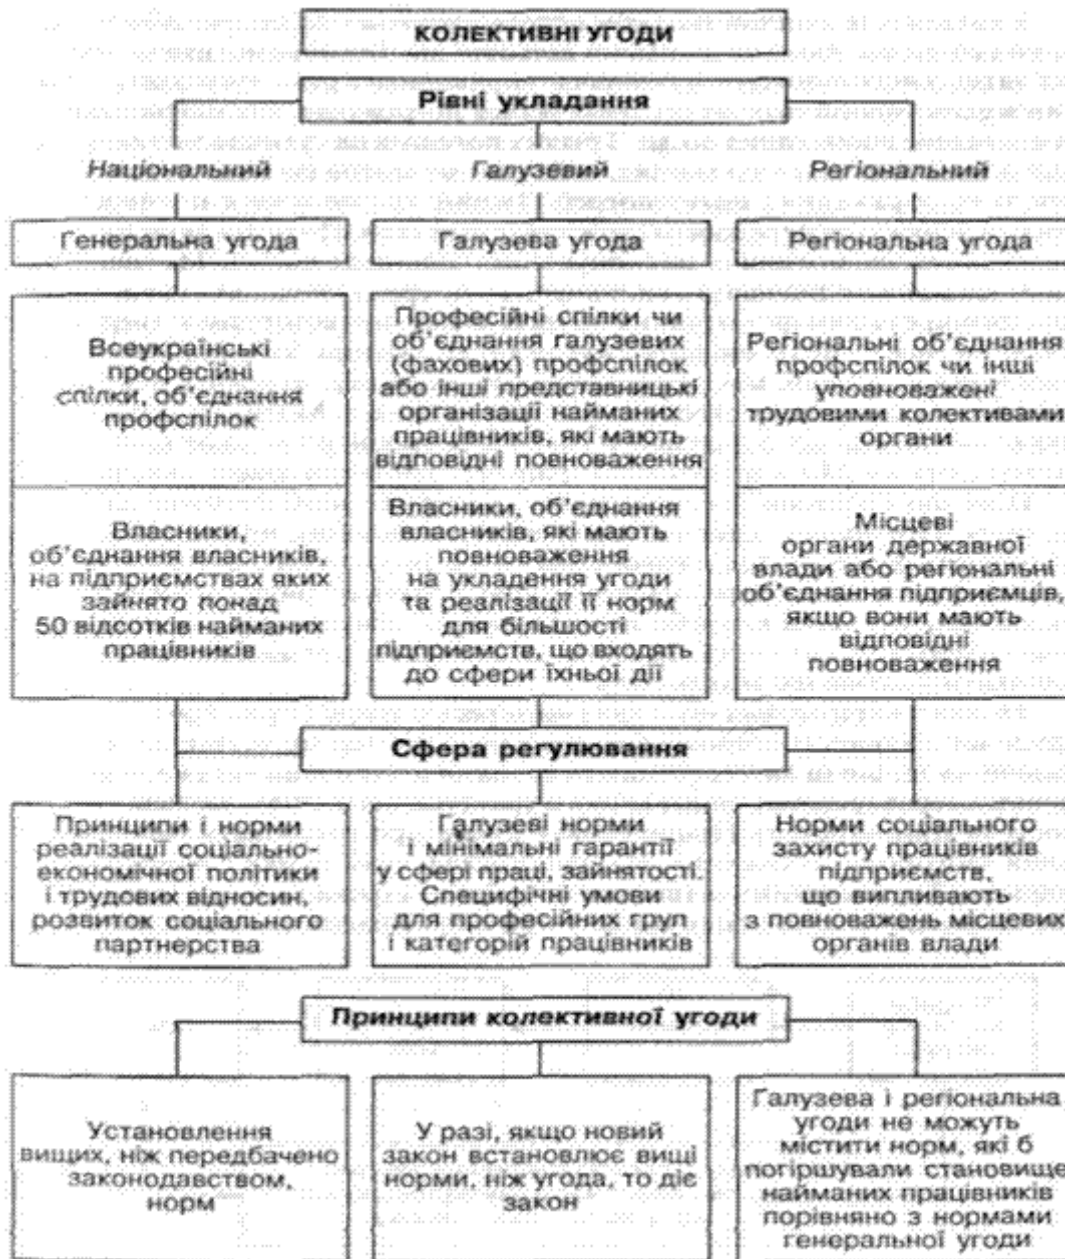 КОЛЕКТИВНІ УГОДИ
Рівні укладання
Національний
Галузевий
Регіональний
Генеральна угода
Галузева угода
Регіональна угода
Всеукраїнські
професійні
спілки, об’єднання
профспілок
Професійні спілки чи
об’єднання галузевих
(фахових) профспілок
або інші представницькі
організації найманих
працівників, які мають
відповідні повноваження
Регіональні об’єднання
профспілок чи інші
уповноважені
трудовими колективами
органи
Власники,
об’єднання власників,
на підприємствах яких
зайнято понад
50 відсотків найманих
працівників
Власники, об’єднання
власників, які мають
повноваження
на укладення угоди
та реалізації її норм
для більшості
підприємств, що входять
до сфери їхньої дії
Місцеві
органи державної
влади або регіональні
об’єднання підприємців,
якщо вони мають
відповідні
повноваження
Сфера регулювання
Принципи і норми
реалізації соціально-
економічної політики
і трудових відносин,
розвиток соціального
партнерства
Галузеві норми
і мінімальні гарантії
у сфері праці, зайнятості.
Специфічні умови
для професійних груп
і категорій працівників
Норми соціального
захисту працівників
підприємств,
що випливають
з повноважень місцевих
органів влади
Принципи колективної угоди
Установлення
вищих, ніж передбачено
законодавством,
норм
У разі, якщо новий
закон встановлює вищі
норми, ніж угода, то діє
закон
Галузева і регіональна
угоди не можуть
містити норм, які б
погіршували становище
найманих працівників
порівняно з нормами
генеральної угоди